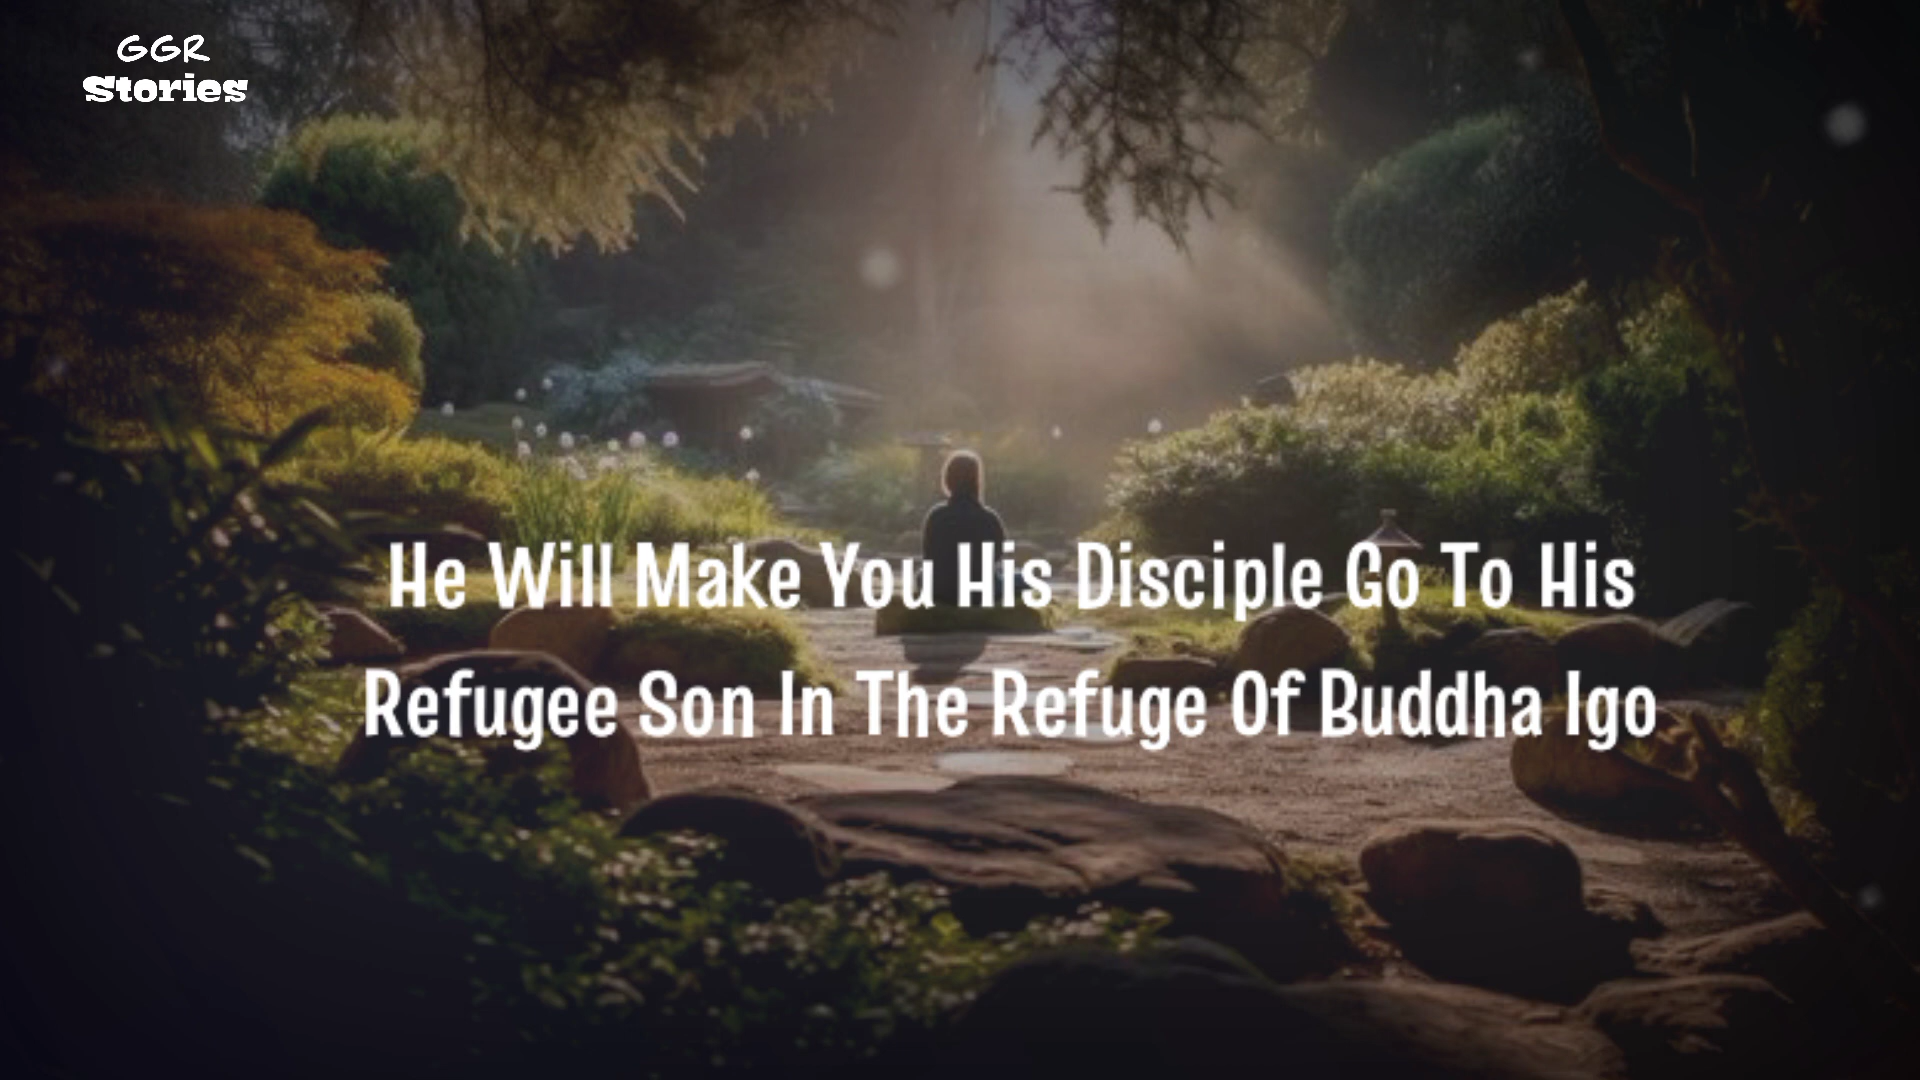 GGR
Stories
He Will Make You His Disciple Go To His
Refugee Son In The Refuge Of Buddha Igo